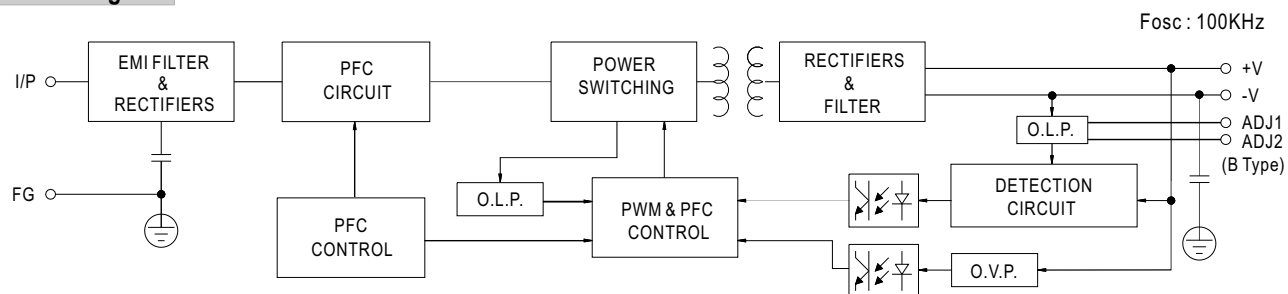 Fosc : 100KHz
I/P
EMI FILTER
&
RECTIFIERS
PFC
CIRCUIT
POWER
SWITCHING
RECTIFIERS
&
FILTER
+V
-V
O.L.P.
ADJ1
ADJ2
(B Type)
FG
O.L.P.
PFC
CONTROL
PWM & PFC
CONTROL
DETECTION
CIRCUIT
O.V.P.